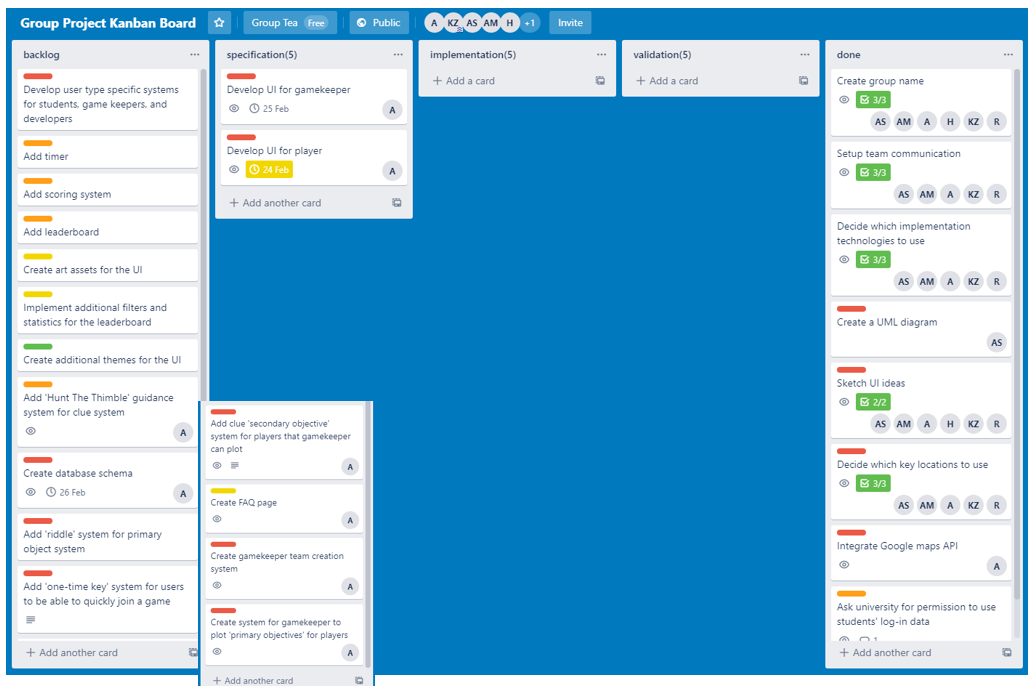 Group Project Kanban Board
Group Tea Free
Public
A KZ AS AM H +1
Invite
backlog
Develop user type specific systems
for students, game keepers, and
developers
Add timer
Add scoring system
Add leaderboard
Create art assets for the UI
Implement additional filters and
statistics for the leaderboard
Create additional themes for the UI
Add 'Hunt The Thimble' guidance
system for clue system
A
Create database schema
26 Feb
A
Add 'riddle' system for primary
object system
Add 'one-time key' system for users
to be able to quickly join a game
+ Add another card
Add clue 'secondary objective'
system for players that gamekeeper
can plot
A
Create FAQ page
A
Create gamekeeper team creation
system
A
Create system for gamekeeper to
plot 'primary objectives' for players
A
+ Add another card
specification(5)
Develop UI for gamekeeper
25 Feb
A
Develop UI for player
24 Feb
A
+ Add another card
implementation(5)
+ Add a card
validation(5)
+ Add a card
done
Create group name
3/3
AS AM A H KZ R
Setup team communication
3/3
AS AM A KZ R
Decide which implementation
technologies to use
3/3
AS AM A KZ R
Create a UML diagram
AS
Sketch UI ideas
2/2
AS AM A H KZ R
Decide which key locations to use
3/3
AS AM A KZ R
Integrate Google maps API
A
Ask university for permission to use
students' log-in data
1
+ Add another card